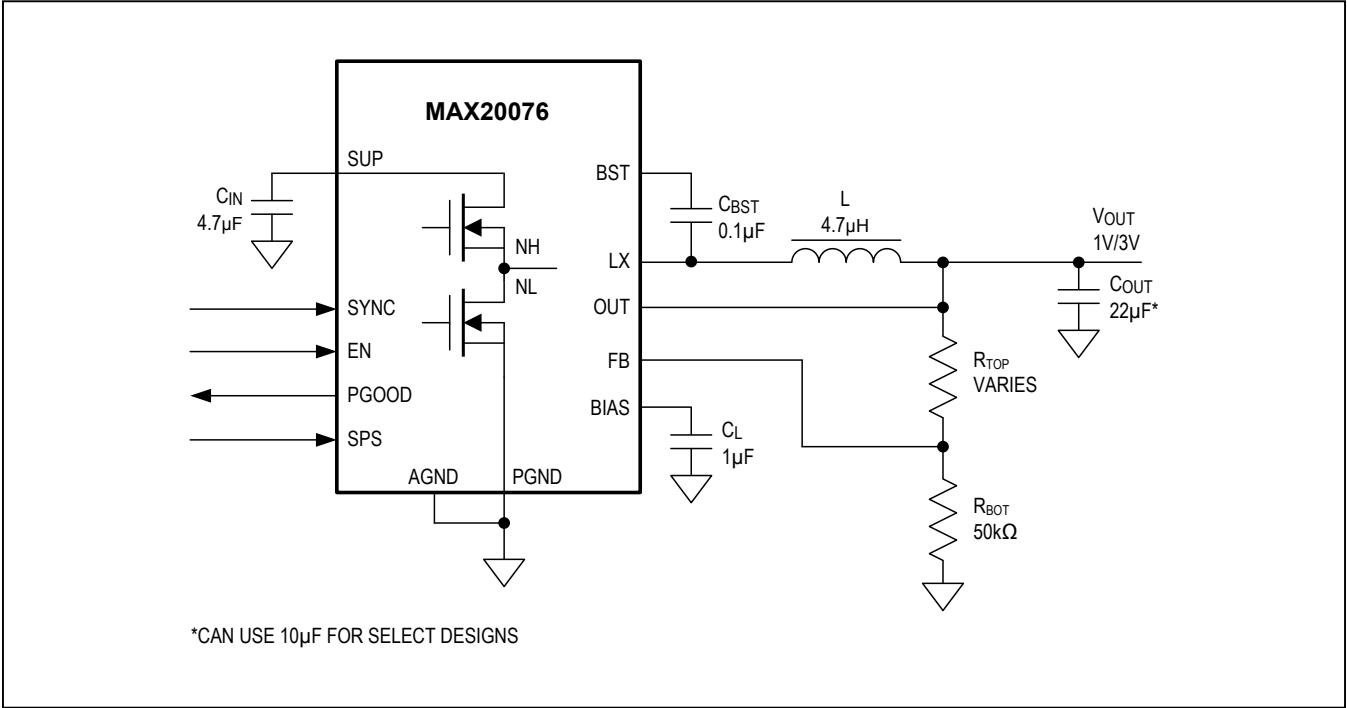 MAX20076
SUP
BST
CIN
4.7µF
CBST
0.1µF
L
4.7µH
VOUT
1V/3V
NH
LX
NL
COUT
22µF*
OUT
SYNC
EN
FB
RTOP
VARIES
PGOOD
BIAS
SPS
CL
1µF
AGND
PGND
RBOT
50kΩ
*CAN USE 10µF FOR SELECT DESIGNS